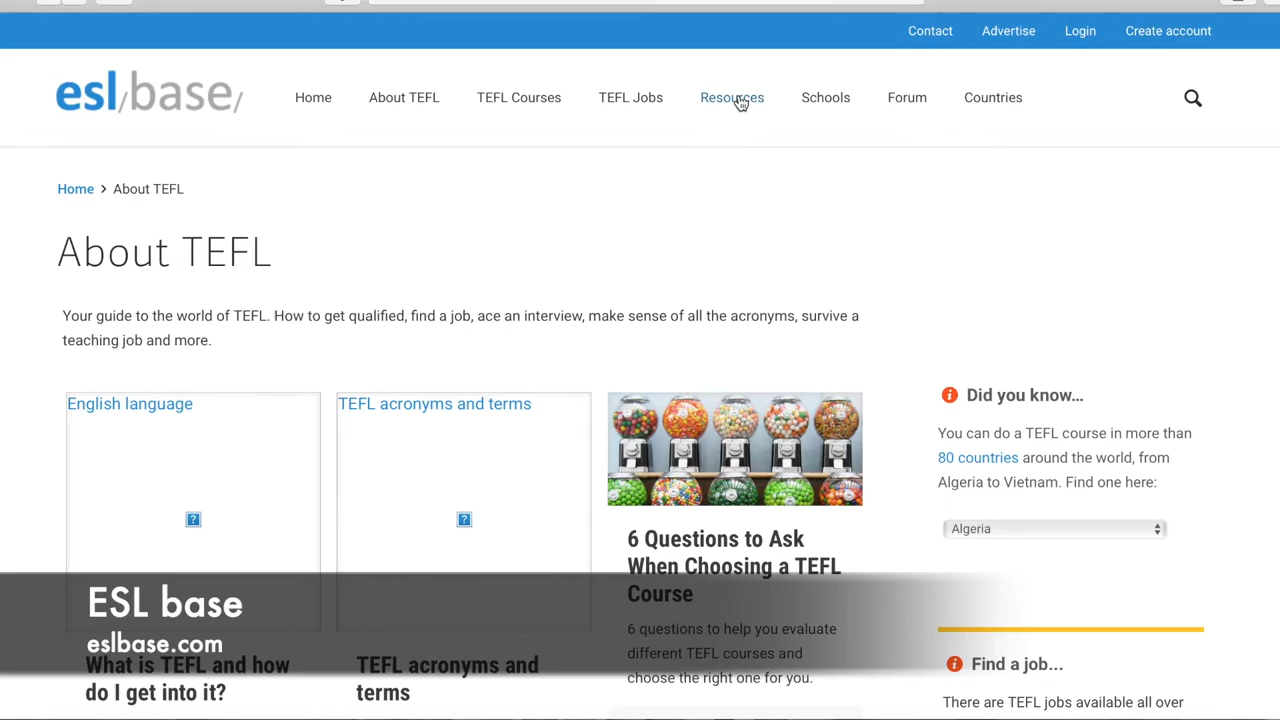 Contact Advertise Login Create account
esl/base/
Home About TEFL TEFL Courses TEFL Jobs Resources Schools Forum Countries
Home > About TEFL
About TEFL
Your guide to the world of TEFL. How to get qualified, find a job, ace an interview, make sense of all the acronyms, survive a
teaching job and more.
English language
TEFL acronyms and terms
?
?
What is TEFL and how
do I get into it?
TEFL acronyms and
terms
6 Questions to Ask
When Choosing a TEFL
Course
6 questions to help you evaluate
different TEFL courses and
choose the right one for you.
Did you know...
You can do a TEFL course in more than
80 countries around the world, from
Algeria to Vietnam. Find one here:
Algeria
Find a job...
There are TEFL jobs available all over
ESL base
eslbase.com